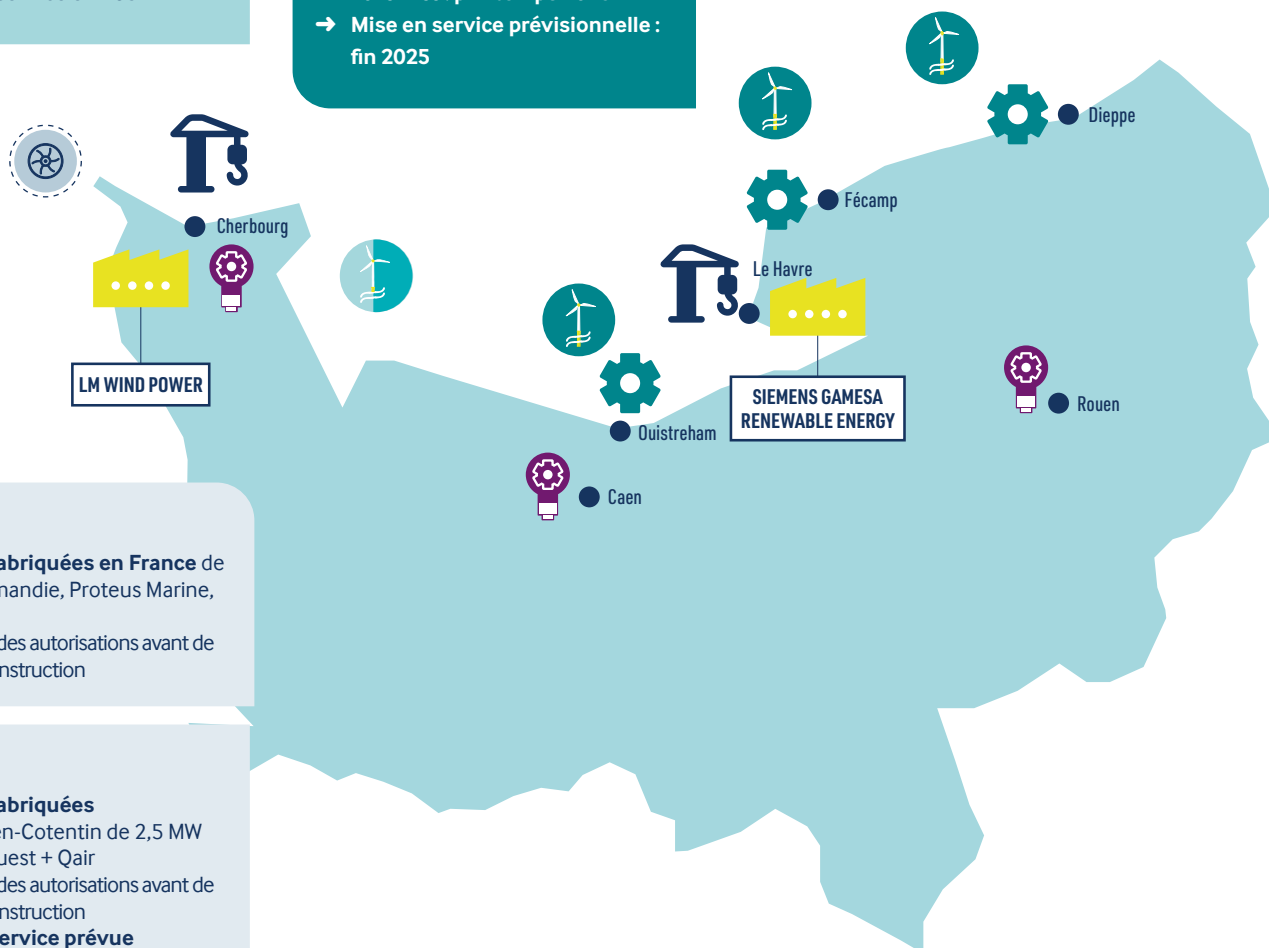 Mise en service prévisionnelle :
fin 2025
Dieppe
Fécamp
Cherbourg
Le Havre
LM WIND POWER
SIEMENS GAMESA
RENEWABLE ENERGY
Rouen
Ouistreham
Caen
abriquées en France de
mandie, Proteus Marine,
des autorisations avant de
nstruction
abriquées
en-Cotentin de 2,5 MW
uest + Qair
des autorisations avant de
nstruction
ervice prévue